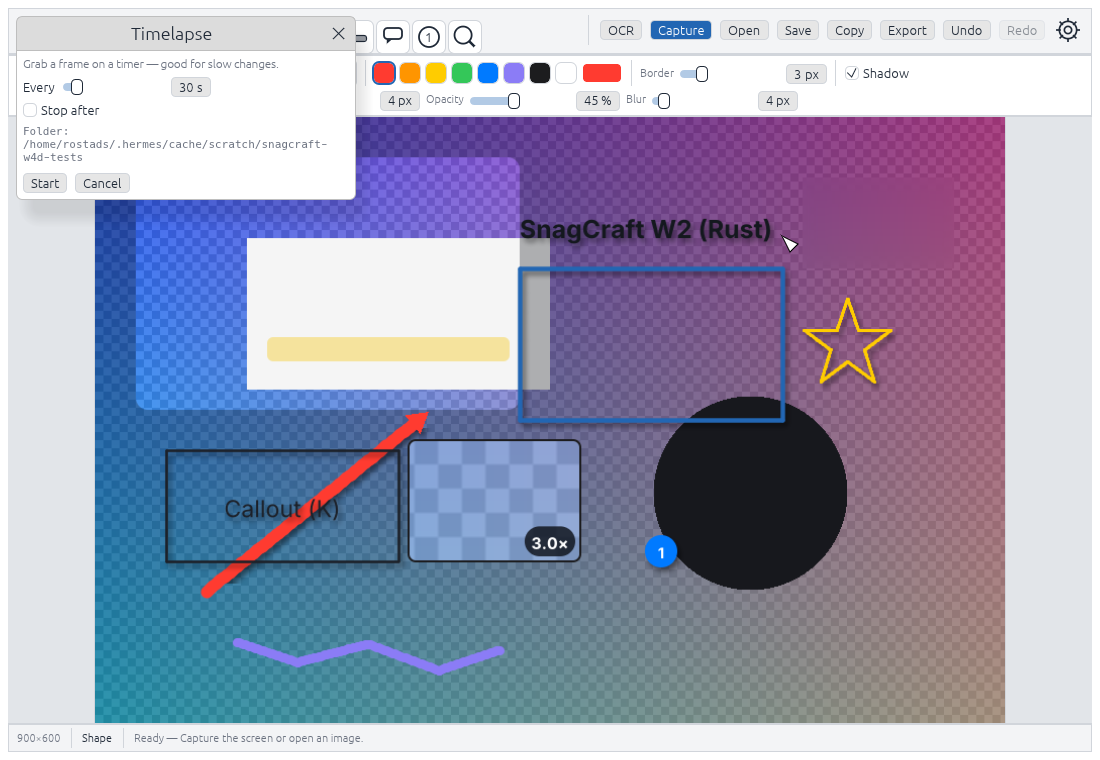 Timelapse
Grab a frame on a timer — good for slow changes.
Every 30 s
Stop after
Folder:
/home/rostads/.hermes/cache/scratch/snagcraft-
w4d-tests
Start Cancel
1
OCR Capture Open Save Copy Export Undo Redo
Border 3 px Shadow
4 px Opacity 45 % Blur 4 px
SnagCraft W2 (Rust)
Callout (K)
3.0×
1
900×600 Shape Ready — Capture the screen or open an image.